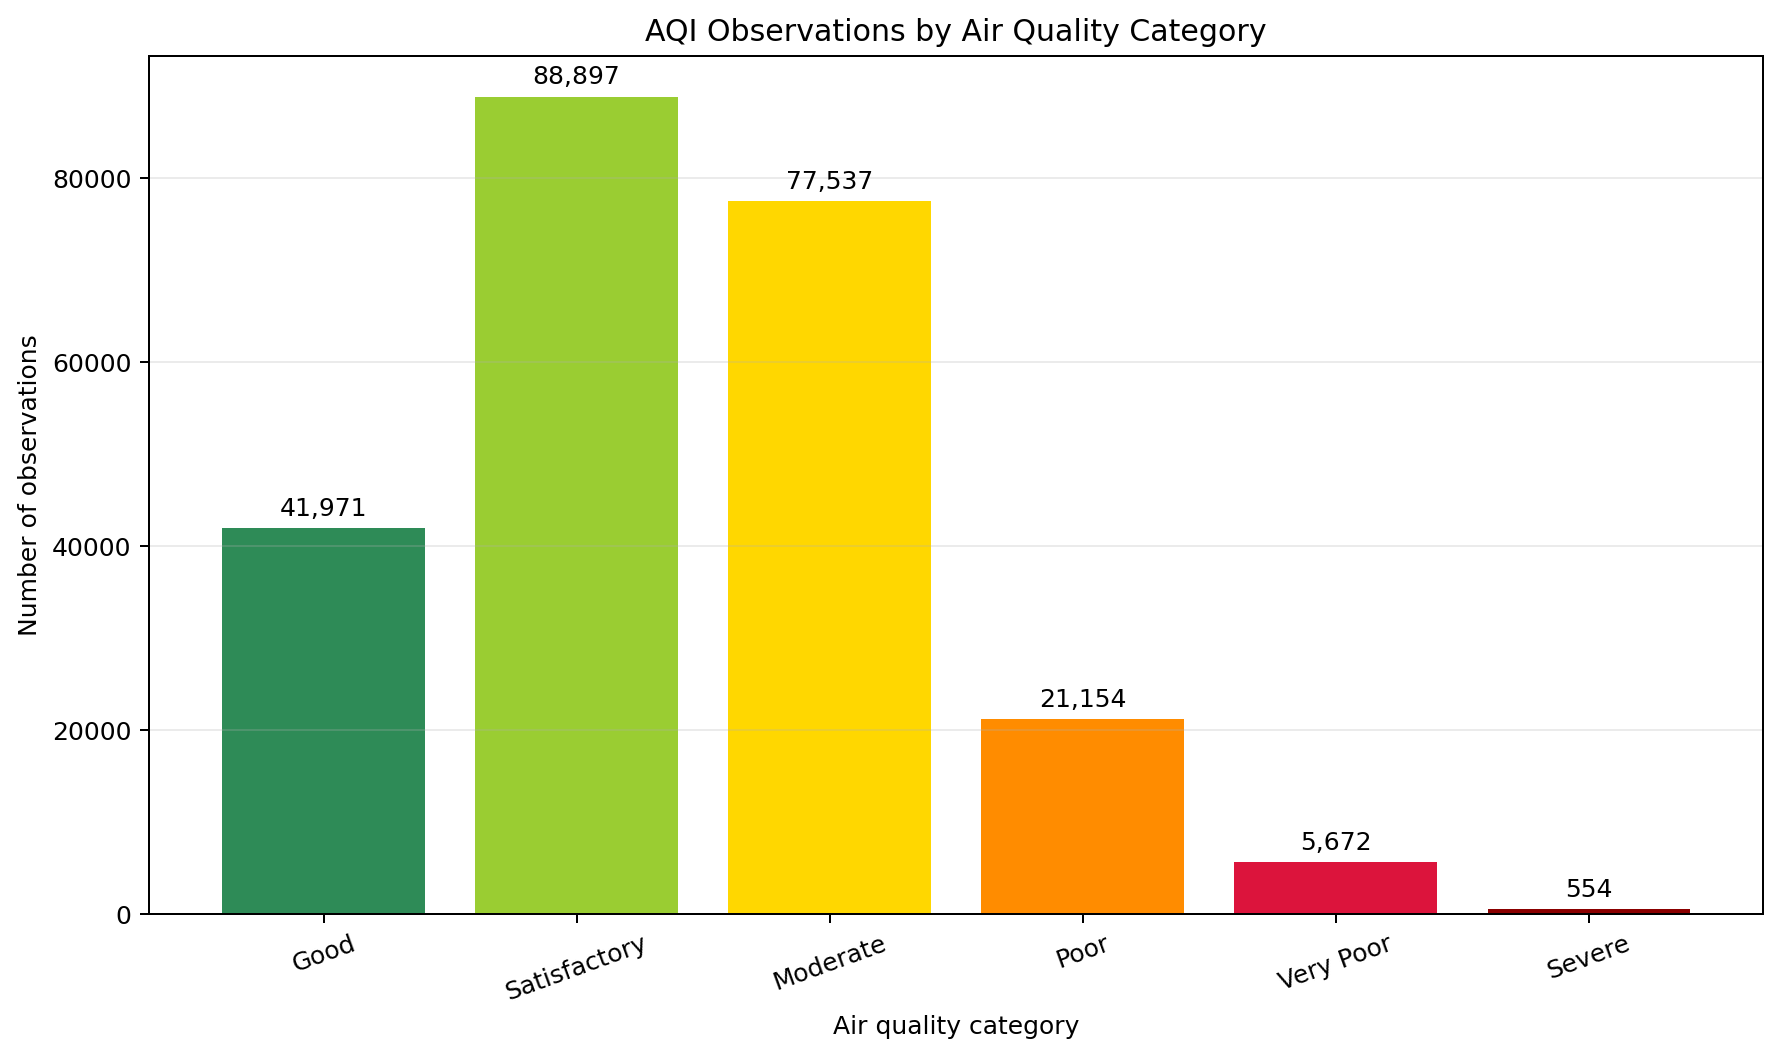 AQI Observations by Air Quality Category
88,897
80000
77,537
60000
Number of observations
41,971
40000
21,154
20000
5,672
554
0
Good
Satisfactory
Moderate
Poor
Very Poor
Severe
Air quality category